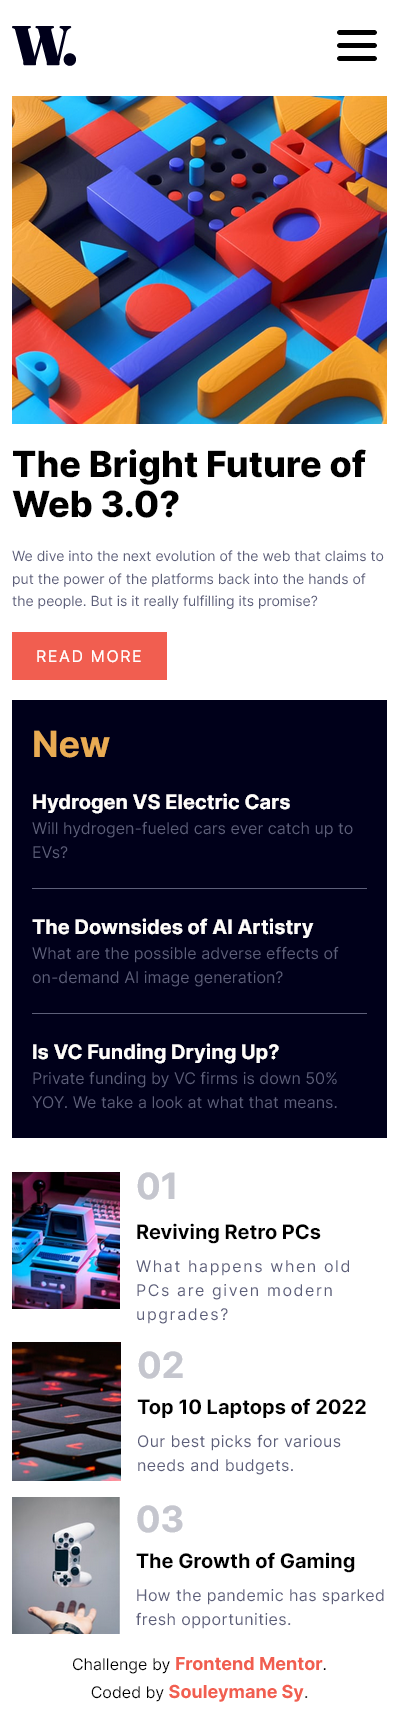 W.
The Bright Future of
Web 3.0?
We dive into the next evolution of the web that claims to
put the power of the platforms back into the hands of
the people. But is it really fulfilling its promise?
READ MORE
New
Hydrogen VS Electric Cars
Will hydrogen-fueled cars ever catch up to
EVs?
The Downsides of AI Artistry
What are the possible adverse effects of
on-demand AI image generation?
Is VC Funding Drying Up?
Private funding by VC firms is down 50%
YOY. We take a look at what that means.
01
Reviving Retro PCs
What happens when old
PCs are given modern
upgrades?
02
Top 10 Laptops of 2022
Our best picks for various
needs and budgets.
03
The Growth of Gaming
How the pandemic has sparked
fresh opportunities.
Challenge by Frontend Mentor.
Coded by Souleymane Sy.